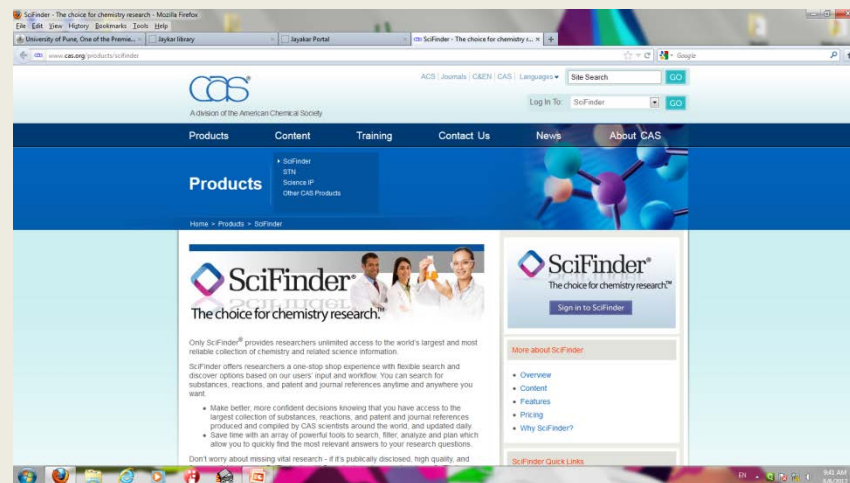 SciFinder - The choice for chemistry research - Mozilla Firefox
File Edit View History Bookmarks Tools Help
University of Pune, One of the Premie...
Jaykar library
Jayakar Portal
SciFinder - The choice for chemistry r...
www.cas.org/products/scifinder
Google
CAS
A division of the American Chemical Society
ACS | Journals | C&EN | CAS | Languages
Site Search GO
Log In To: SciFinder GO
Products Content Training Contact Us News About CAS
Products
SciFinder
STN
Science IP
Other CAS Products
Home > Products > SciFinder
SciFinder®
The choice for chemistry research.™
Only SciFinder® provides researchers unlimited access to the world's largest and most
reliable collection of chemistry and related science information.
SciFinder offers researchers a one-stop shop experience with flexible search and
discover options based on our users' input and workflow. You can search for
substances, reactions, and patent and journal references anytime and anywhere you
want.
• Make better, more confident decisions knowing that you have access to the
largest collection of substances, reactions, and patent and journal references
produced and compiled by CAS scientists around the world, and updated daily.
• Save time with an array of powerful tools to search, filter, analyze and plan which
allow you to quickly find the most relevant answers to your research questions.
Don't worry about missing vital research - if it's publically disclosed, high quality, and
SciFinder®
The choice for chemistry research.™
Sign in to SciFinder
More about SciFinder
• Overview
• Content
• Features
• Pricing
• Why SciFinder?
SciFinder Quick Links
EN
9:41 AM